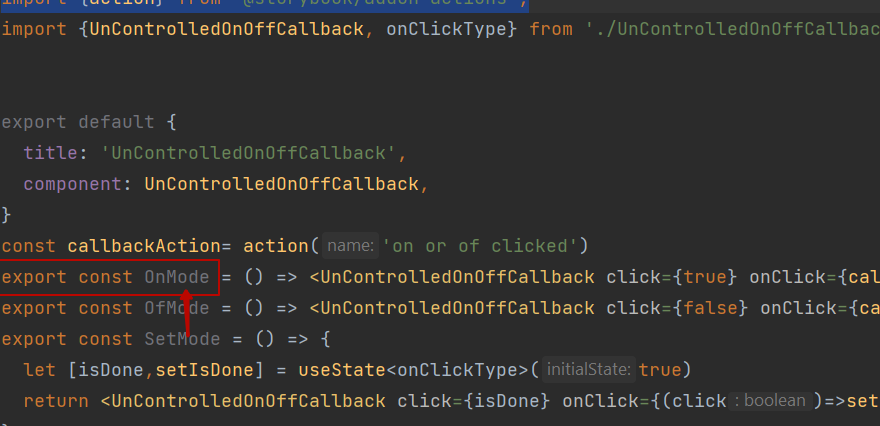 import {action} from '@storybook/addon-actions';
import {UnControlledOnOffCallback, onClickType} from './UnControlledOnOffCallbac
export default {
title: 'UnControlledOnOffCallback',
component: UnControlledOnOffCallback,
}
const callbackAction= action( name: 'on or of clicked')
export const OnMode = () => <UnControlledOnOffCallback click={true} onClick={cal
export const OfMode = () => <UnControlledOnOffCallback click={false} onClick={ca
export const SetMode = () => {
let [isDone,setIsDone] = useState<onClickType>( initialState: true)
return <UnControlledOnOffCallback click={isDone} onClick={(click : boolean )=>set